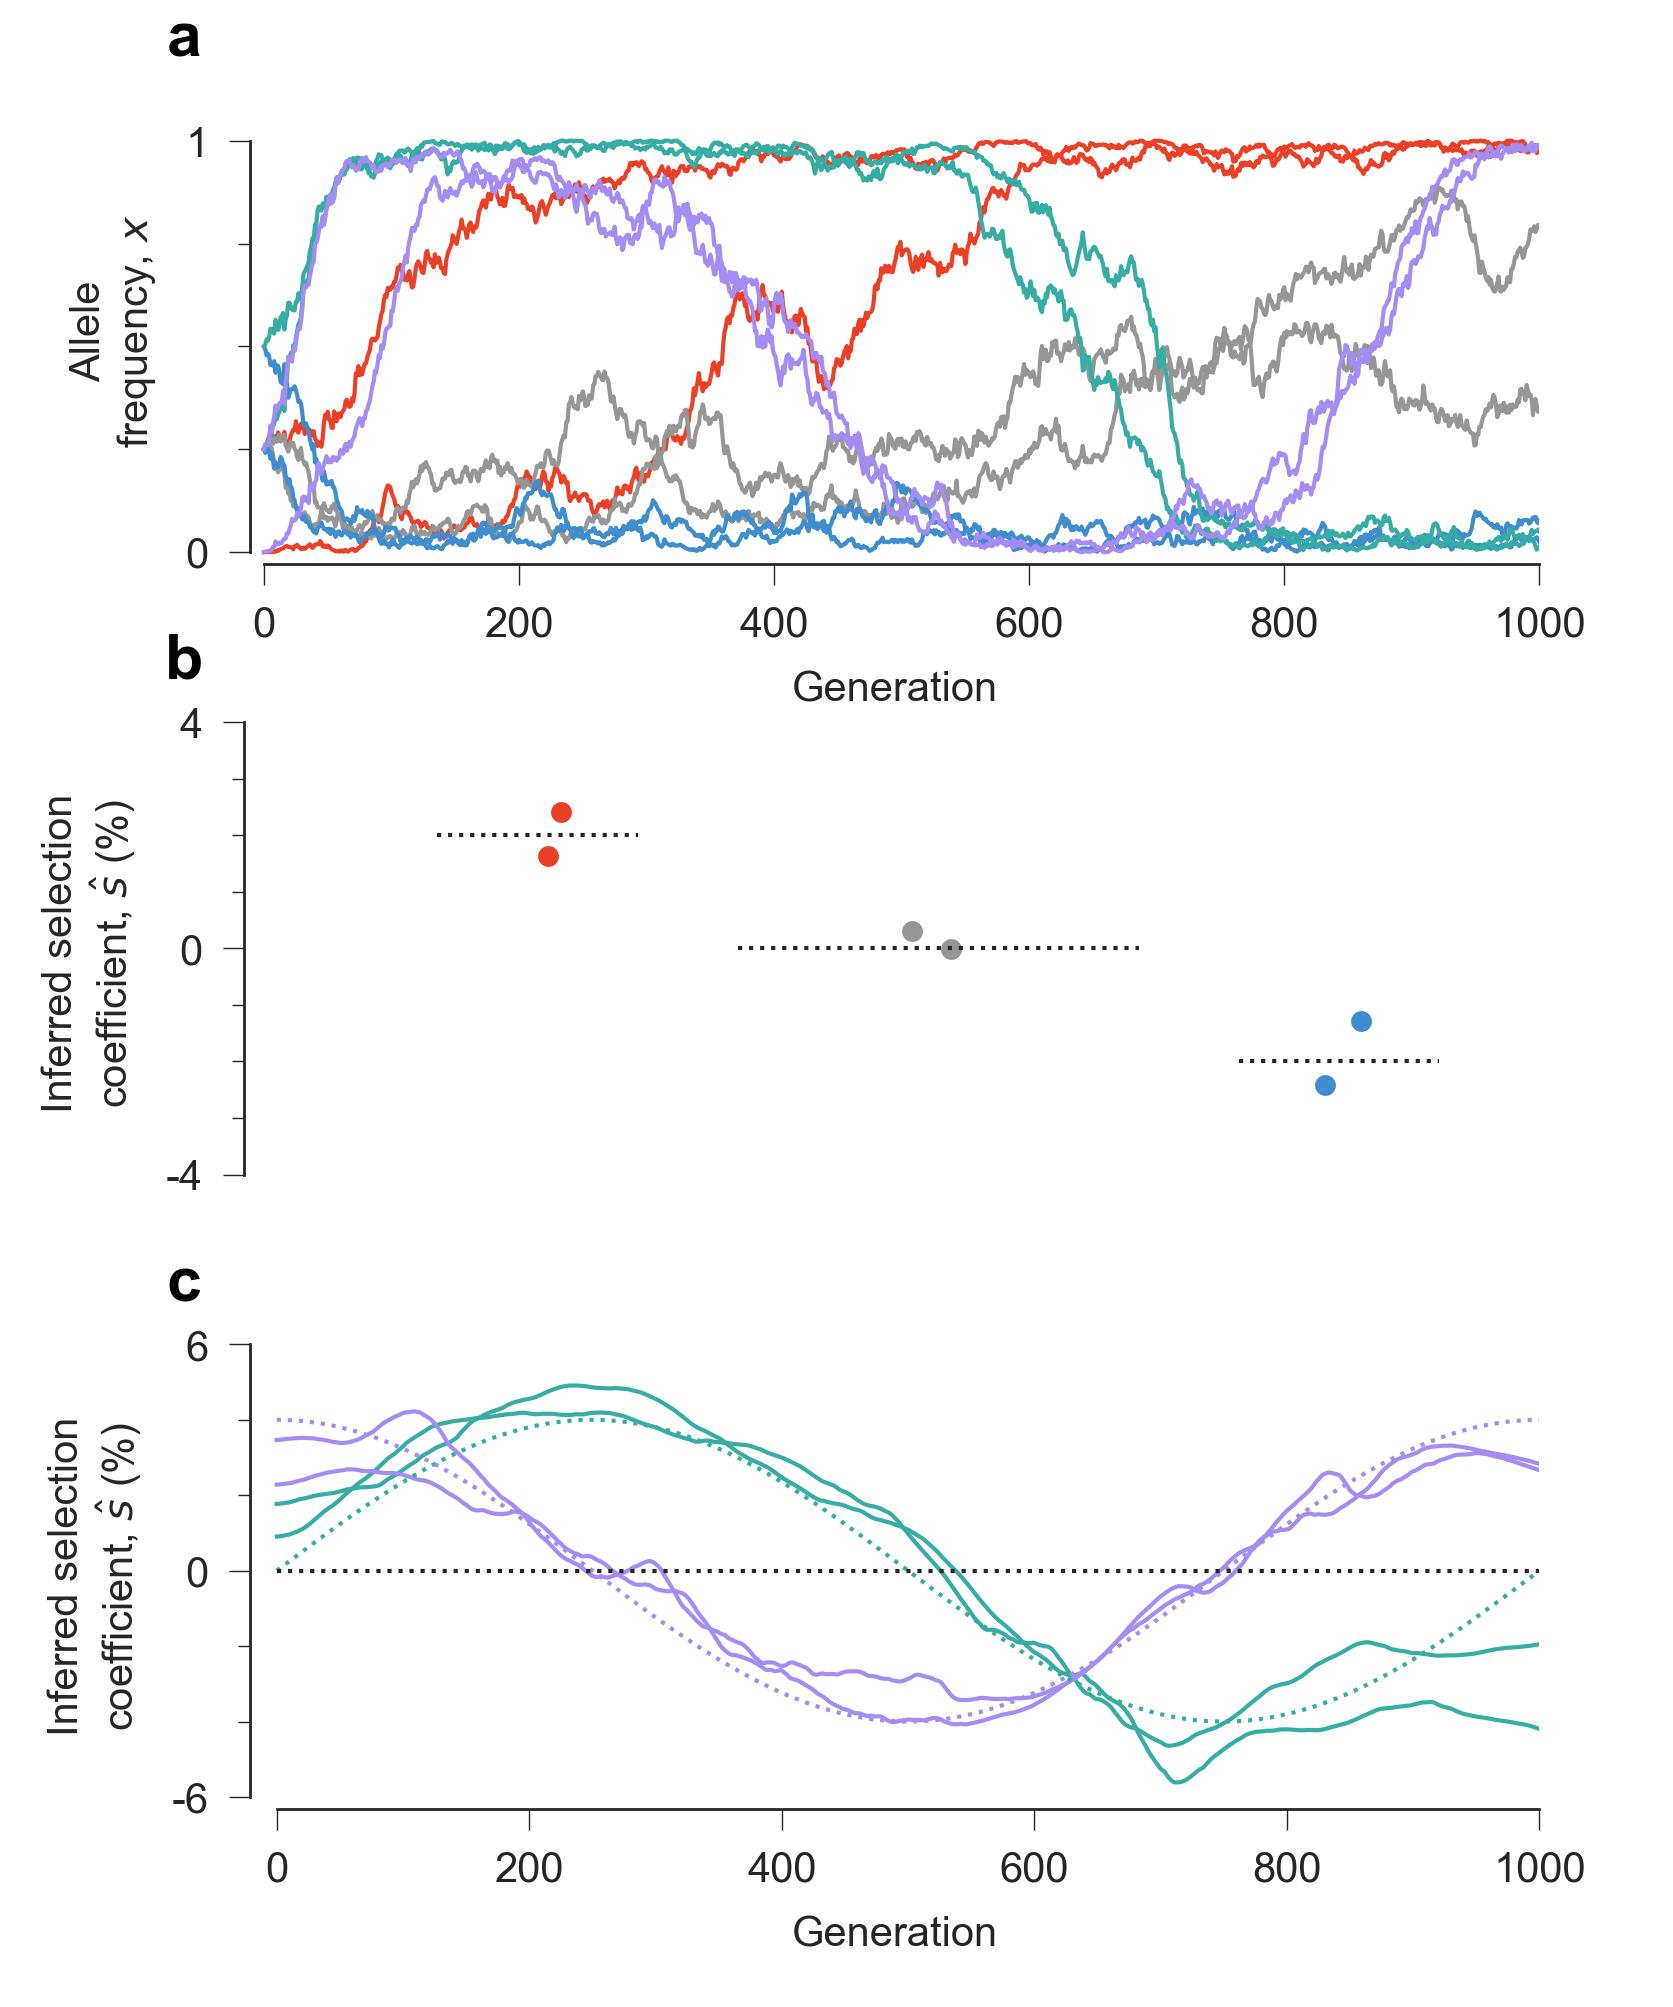 a
Allele
frequency, x
1
0
0 200 400 600 800 1000
Generation
b
Inferred selection
coefficient, ŝ (%)
4
0
-4
c
Inferred selection
coefficient, ŝ (%)
6
0
-6
0 200 400 600 800 1000
Generation